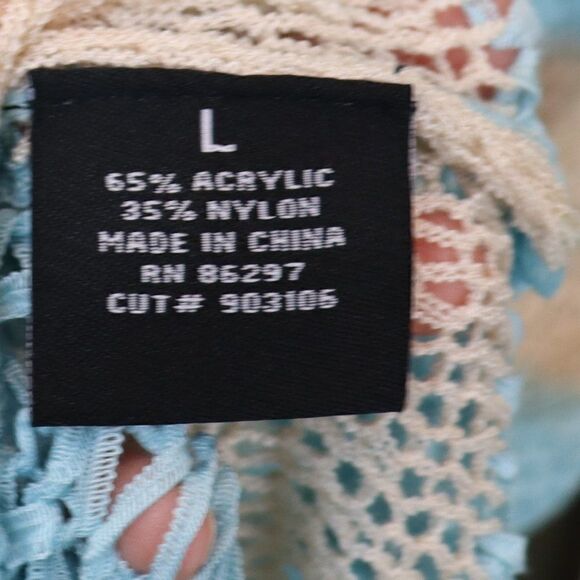 L
65% ACRYLIC
35% NYLON
MADE IN CHINA
RN 86297
CUT# 903106